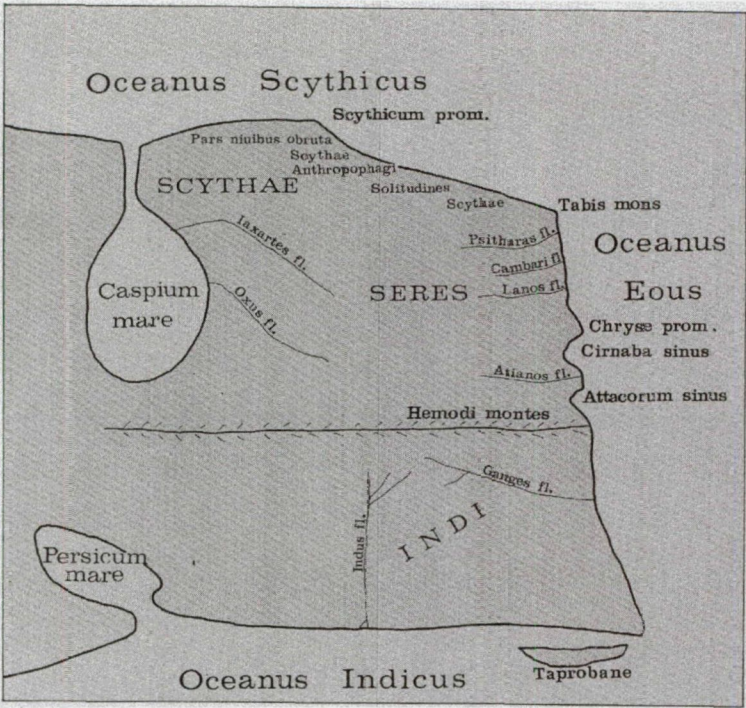 Oceanus Scythicus
Scythicum prom.
Pars niuibus obruta
Scythae
Anthropophagi
SCYTHAE
Solitudines
Scythae
Tabis mons
Iaxartes fl.
Psitharas fl.
Oceanus
Eous
Cambari fl.
Caspium
mare
Oxus fl.
SERES
Lanos fl.
Chryse prom.
Cirnaba sinus
Atianos fl.
Attacorum sinus
Hemodi montes
Ganges fl.
Indus fl.
INDI
Persicum
mare
Oceanus Indicus
Taprobane